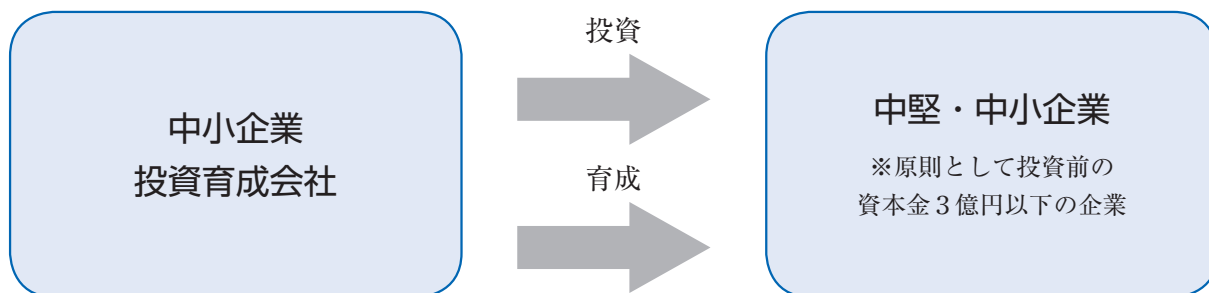 中小企業
投資育成会社
投資
育成
中堅・中小企業
※原則として投資前の
資本金３億円以下の企業